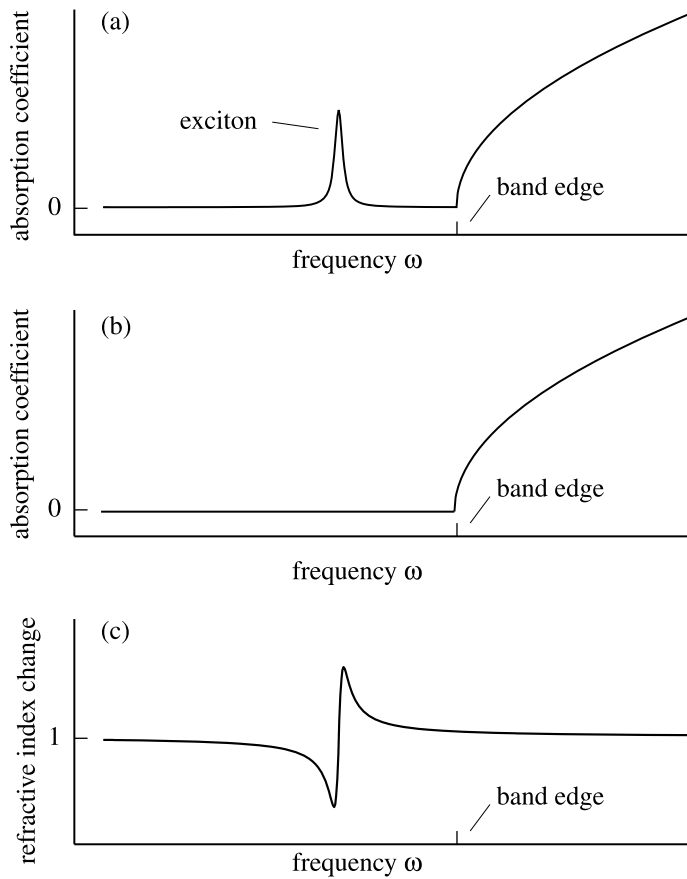 (a)
absorption coefficient
exciton
0
band edge
frequency ω
(b)
absorption coefficient
0
band edge
frequency ω
(c)
refractive index change
1
band edge
frequency ω